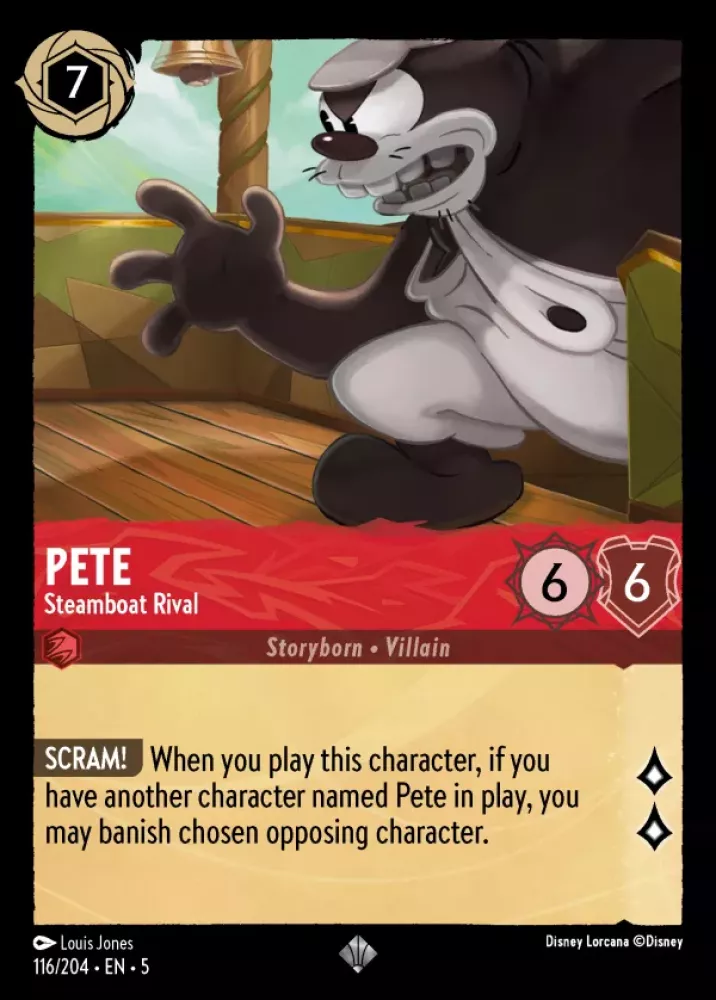 7
PETE
Steamboat Rival
6
6
Storyborn • Villain
SCRAM! When you play this character, if you
have another character named Pete in play, you
may banish chosen opposing character.
Louis Jones
Disney Lorcana ©Disney
116/204 • EN • 5